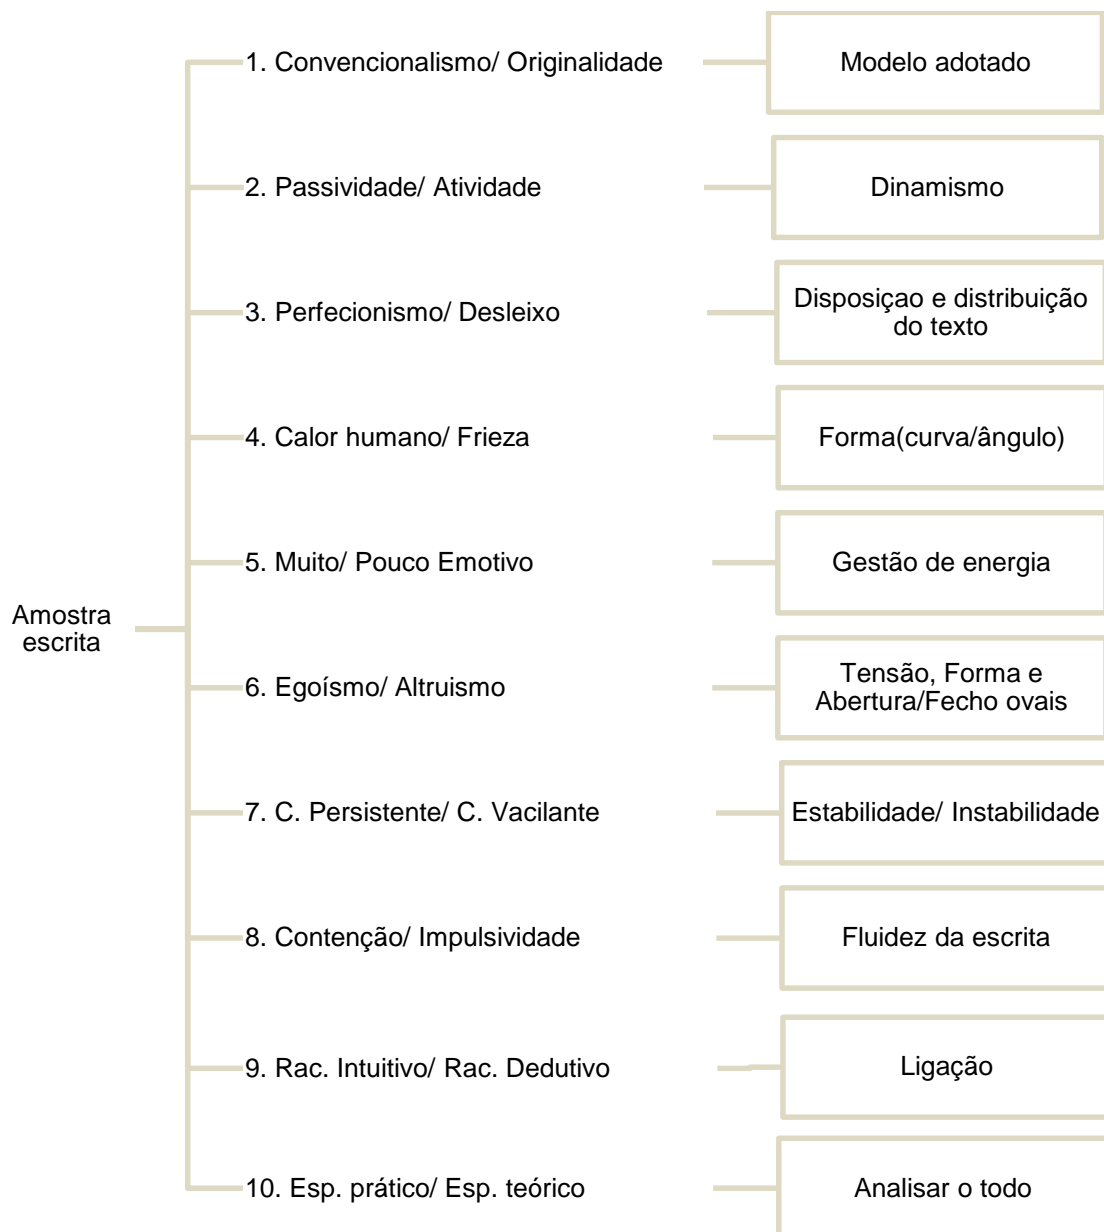 1. Convencionalismo/ Originalidade
Modelo adotado
2. Passividade/ Atividade
Dinamismo
3. Perfecionismo/ Desleixo
Disposiçao e distribuição
do texto
4. Calor humano/ Frieza
Forma(curva/ângulo)
5. Muito/ Pouco Emotivo
Gestão de energia
Amostra
escrita
6. Egoísmo/ Altruismo
Tensão, Forma e
Abertura/Fecho ovais
7. C. Persistente/ C. Vacilante
Estabilidade/ Instabilidade
8. Contenção/ Impulsividade
Fluidez da escrita
9. Rac. Intuitivo/ Rac. Dedutivo
Ligação
10. Esp. prático/ Esp. teórico
Analisar o todo